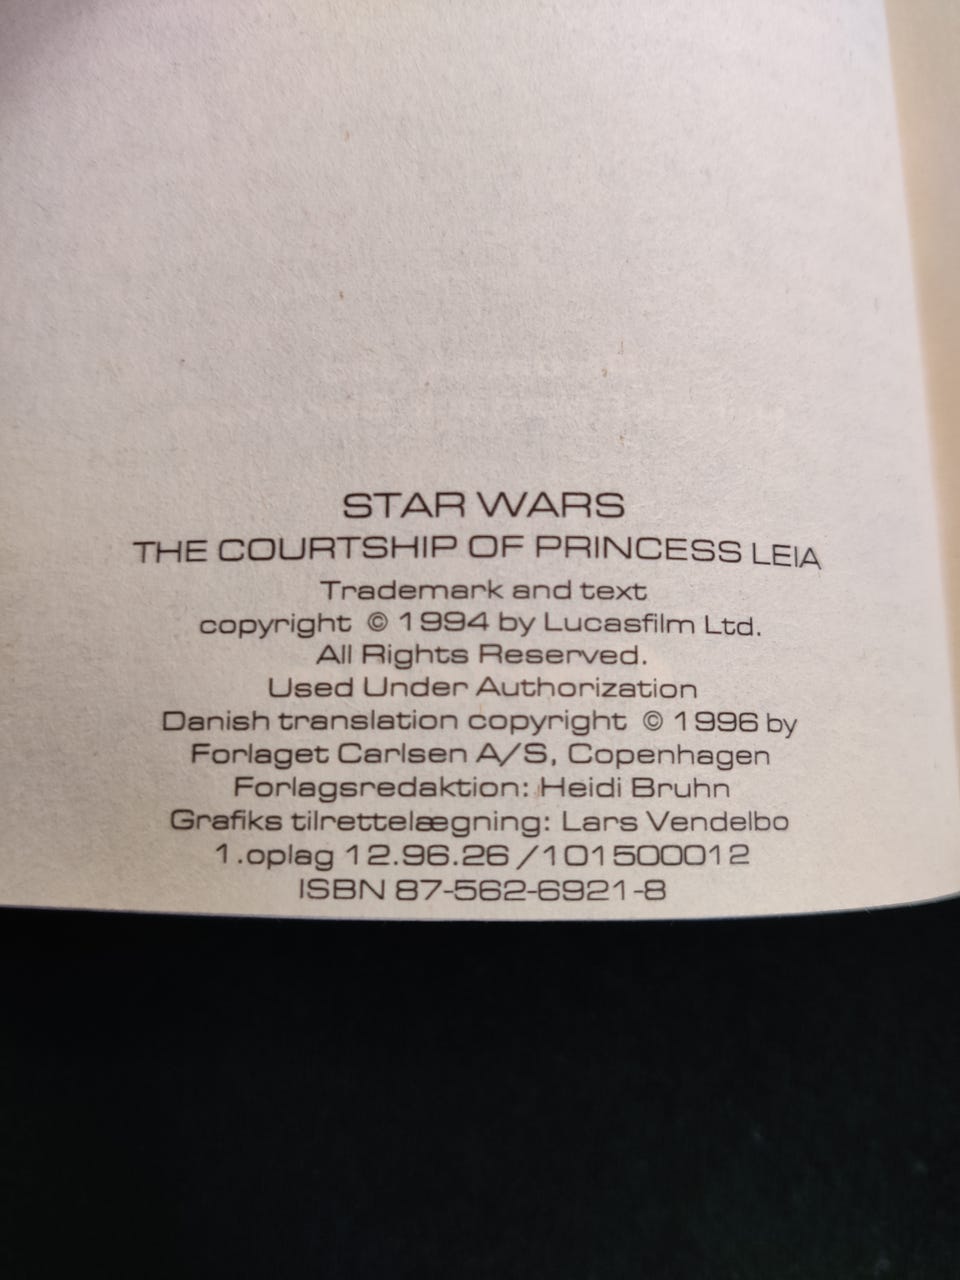 STAR WARS
THE COURTSHIP OF PRINCESS LEIA
Trademark and text
copyright © 1994 by Lucasfilm Ltd.
All Rights Reserved.
Used Under Authorization
Danish translation copyright © 1996 by
Forlaget Carlsen A/S, Copenhagen
Forlagsredaktion: Heidi Bruhn
Grafiks tilrettelægning: Lars Vendelbo
1.oplag 12.96.26/101500012
ISBN 87-562-6921-8